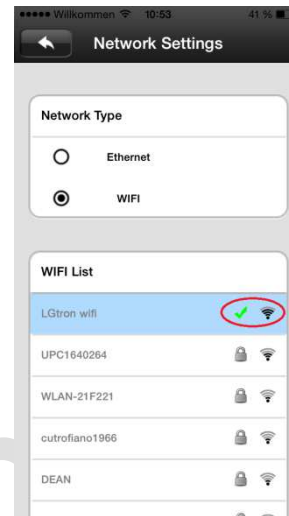 Willkommen 10:53 41 %
Network Settings
Network Type
Ethernet
WIFI
WIFI List
LGtron wifi
UPC1640264
WLAN-21F221
cutrofiano1966
DEAN